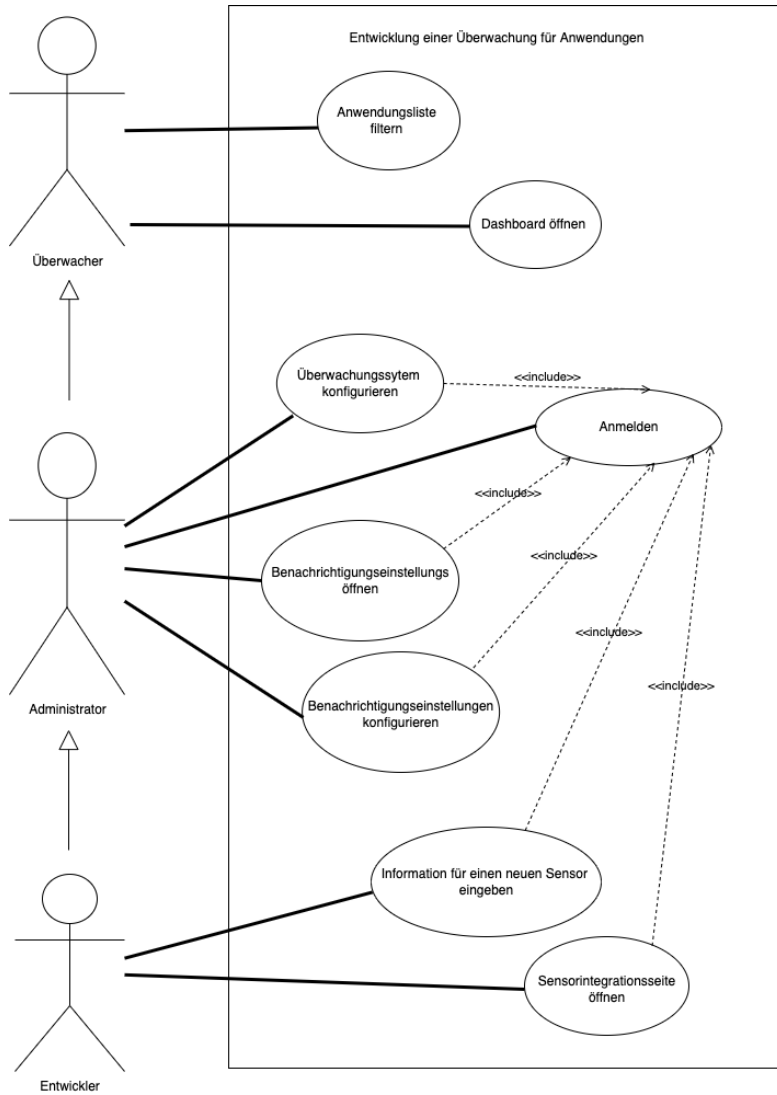 Entwicklung einer Überwachung für Anwendungen
Anwendungsliste
filtern
Dashboard öffnen
Überwacher
Überwachungssytem
konfigurieren
<<include>>
Anmelden
<<include>>
Benachrichtigungseinstellungs
öffnen
<<include>>
<<include>>
Benachrichtigungseinstellungen
konfigurieren
<<include>>
Administrator
Information für einen neuen Sensor
eingeben
Sensorintegrationsseite
öffnen
Entwickler